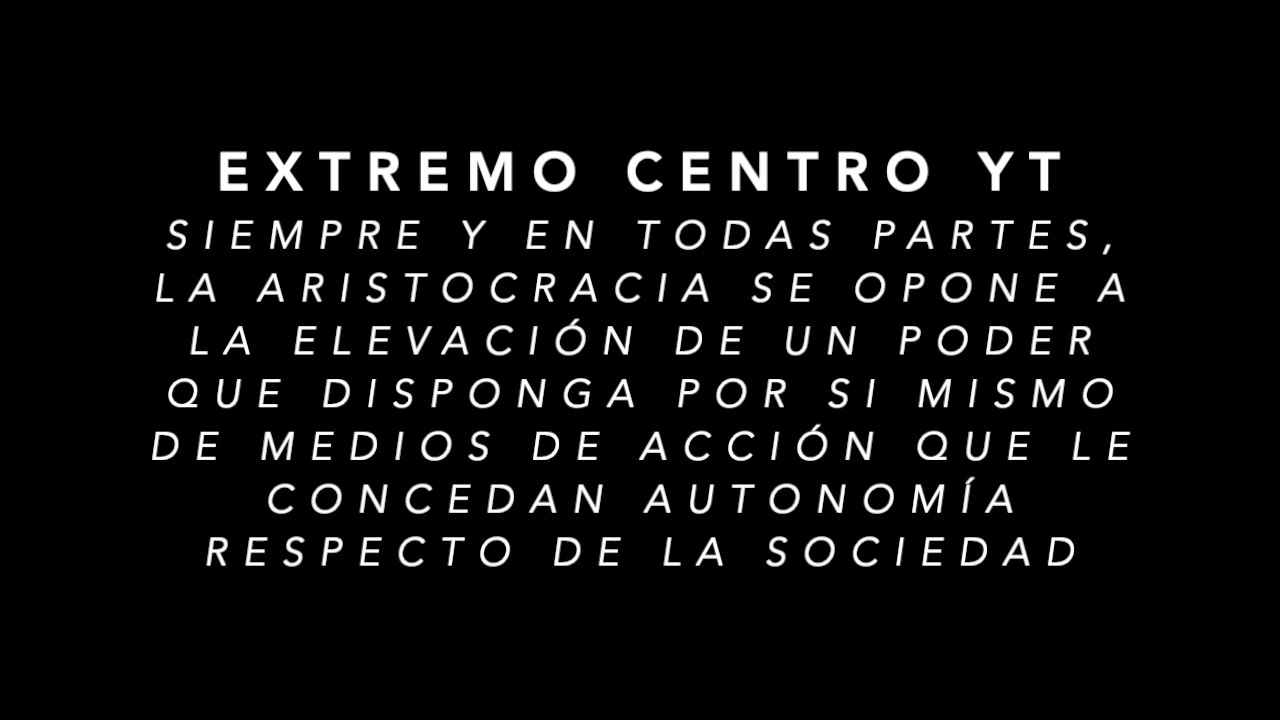 EXTREMO CENTRO YT
SIEMPRE Y EN TODAS PARTES,
LA ARISTOCRACIA SE OPONE A
LA ELEVACIÓN DE UN PODER
QUE DISPONGA POR SI MISMO
DE MEDIOS DE ACCIÓN QUE LE
CONCEDAN AUTONOMÍA
RESPECTO DE LA SOCIEDAD